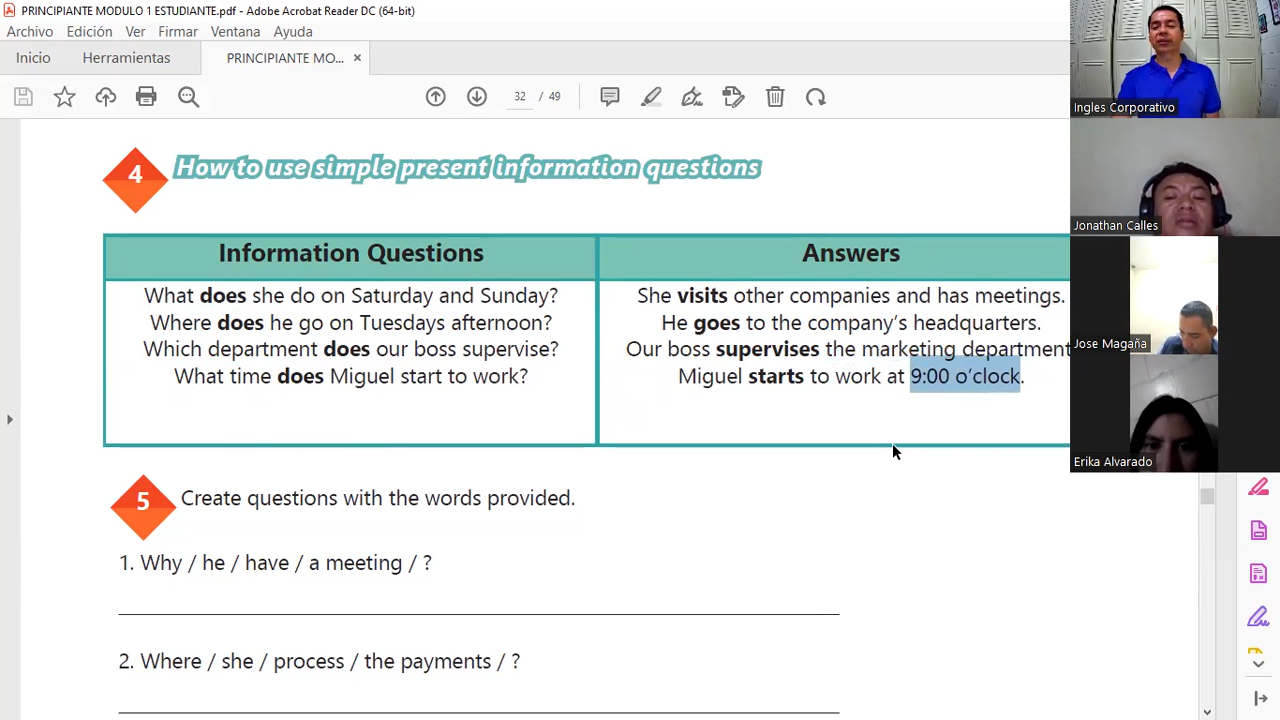 PRINCIPIANTE MODULO 1 ESTUDIANTE.pdf - Adobe Acrobat Reader DC (64-bit)
Archivo Edición Ver Firmar Ventana Ayuda
Inicio Herramientas PRINCIPIANTE MO... ×
32 / 49
4 How to use simple present information questions
Information Questions Answers
What does she do on Saturday and Sunday? She visits other companies and has meetings.
Where does he go on Tuesdays afternoon? He goes to the company’s headquarters.
Which department does our boss supervise? Our boss supervises the marketing department
What time does Miguel start to work? Miguel starts to work at 9:00 o’clock.
5 Create questions with the words provided.
1. Why / he / have / a meeting / ?
2. Where / she / process / the payments / ?
Ingles Corporativo
Jonathan Calles
Jose Magaña
Erika Alvarado